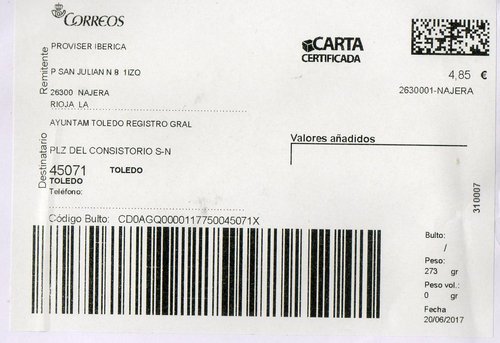 CORREOS
Remitente
PROVISER IBERICA
P SAN JULIAN N 8 1IZO
26300 NAJERA
RIOJA LA
CARTA
CERTIFICADA
4,85 €
2630001-NAJERA
Destinatario
AYUNTAM TOLEDO REGISTRO GRAL
PLZ DEL CONSISTORIO S-N
45071 TOLEDO
TOLEDO
Teléfono:
Valores añadidos
310007
Código Bulto: CD0AGQ0000117750045071X
Bulto:
/
Peso:
273 gr
Peso vol.:
0 gr
Fecha
20/06/2017